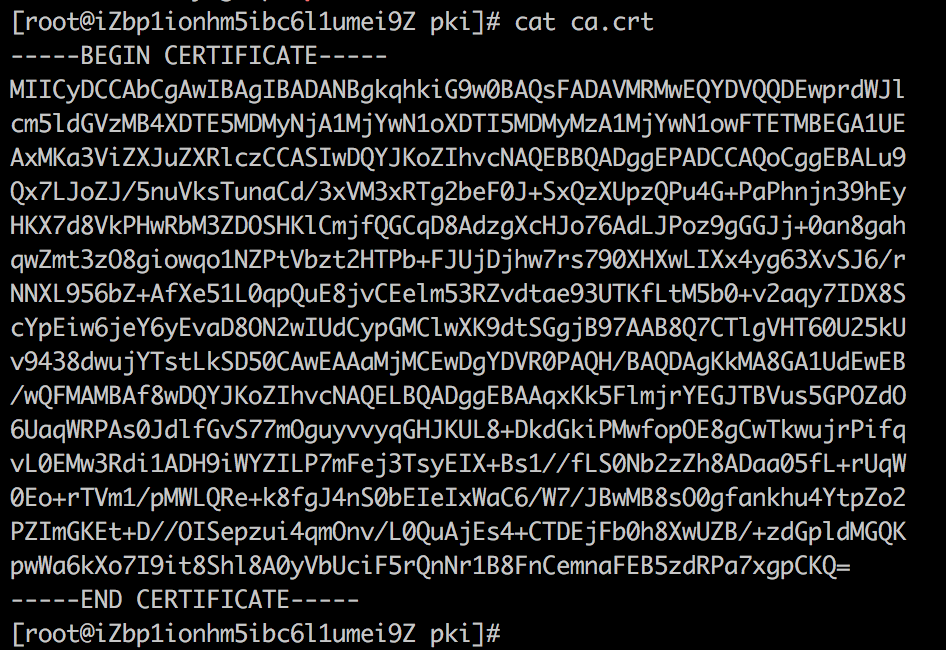 [root@iZbp1ionhm5ibc6l1umei9Z pki]# cat ca.crt
-----BEGIN CERTIFICATE-----
MIICyDCCAbCgAwIBAgIBADANBgkqhkiG9w0BAQsFADAVMRMwEQYDVQQDEwprdWJl
cm5ldGVzMB4XDTE5MDMyNjA1MjYwN1oXDTI5MDMyMzA1MjYwN1owFTETMBEGA1UE
AxMKa3ViZXJuZXRlczCCASIwDQYJKoZIhvcNAQEBBQADggEPADCCAQoCggEBALu9
Qx7LJoZJ/5nuVksTunaCd/3xVM3xRTg2beF0J+SxQzXUpzQPu4G+PaPhnjn39hEy
HKX7d8VkPHwRbM3ZDOSHKlCmjfQGCqD8AdzgXcHJo76AdLJPoz9gGGJj+0an8gah
qwZmt3zO8giowqo1NZPtVbzt2HTPb+FJUjDjhw7rs790XHXwLIXx4yg63XvSJ6/r
NNXL956bZ+AfXe51L0qpQuE8jvCEelm53RZvdtae93UTKfLtM5b0+v2aqy7IDX8S
cYpEiw6jeY6yEvaD8ON2wIUdCypGMClwXK9dtSGgjB97AAB8Q7CTlgVHT60U25kU
v9438dwujYTstLkSD50CAwEAAaMjMCEwDgYDVR0PAQH/BAQDAgKkMA8GA1UdEwEB
/wQFMAMBAf8wDQYJKoZIhvcNAQELBQADggEBAAqxKk5FlmjrYEGJTBVus5GPOZdO
6UaqWRPAs0JdlfGvS77mOguyvvyqGHJKUL8+DkdGkiPMwfopOE8gCwTkwujrPifq
vL0EMw3Rdi1ADH9iWYZILP7mFej3TsyEIX+Bs1//fLS0Nb2zZh8ADaa05fL+rUqW
0Eo+rTVm1/pMWLQRe+k8fgJ4nS0bEIeIxWaC6/W7/JBwMB8sO0gfankhu4YtpZo2
PZImGKEt+D//OISepzui4qmOnv/L0QuAjEs4+CTDEjFb0h8XwUZB/+zdGpldMGQK
pwWa6kXo7I9it8Shl8A0yVbUciF5rQnNr1B8FnCemnaFEB5zdRPa7xgpCKQ=
-----END CERTIFICATE-----
[root@iZbp1ionhm5ibc6l1umei9Z pki]#